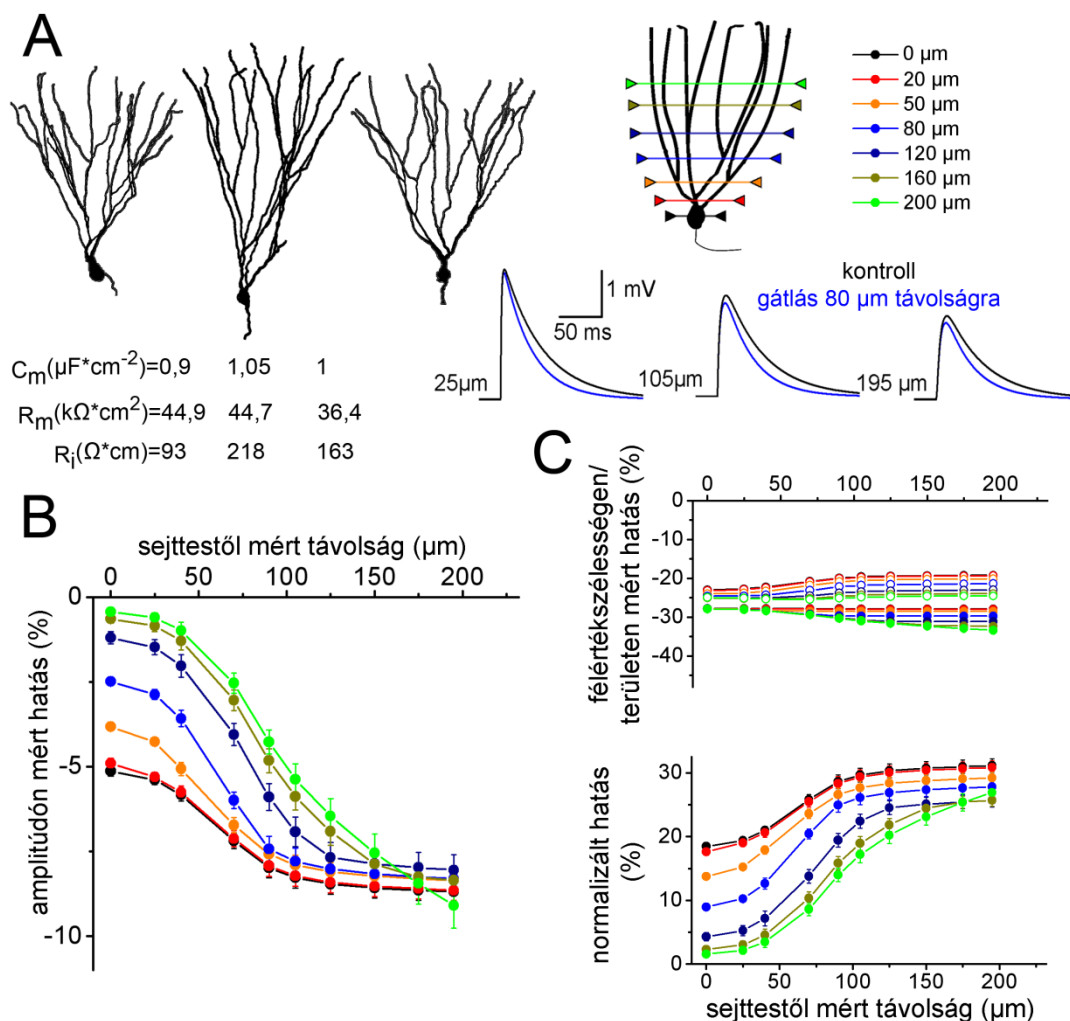 A
0 µm
20 µm
50 µm
80 µm
120 µm
160 µm
200 µm
kontroll
gátlás 80 µm távolságra
1 mV
50 ms
25µm
105µm
195 µm
Cm(µF*cm-2)=0,9 1,05 1
Rm(kΩ*cm2)=44,9 44,7 36,4
Ri(Ω*cm)=93 218 163
B
sejttestől mért távolság (µm)
0 50 100 150 200
amplitúdón mért hatás (%)
0
-5
-10
C
0 50 100 150 200
félértékszélességen/
területen mért hatás (%)
0
-10
-20
-30
-40
normalizált hatás
(%)
30
20
10
0
0 50 100 150 200
sejttestől mért távolság (µm)